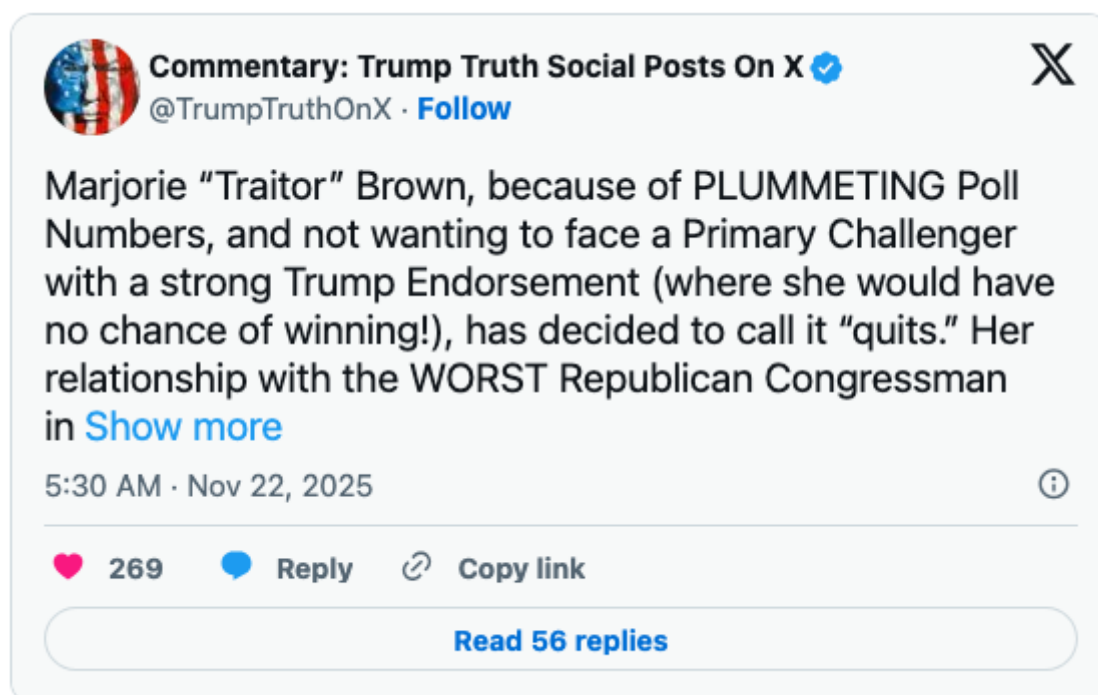 Commentary: Trump Truth Social Posts On X
@TrumpTruthOnX · Follow
Marjorie “Traitor” Brown, because of PLUMMETING Poll
Numbers, and not wanting to face a Primary Challenger
with a strong Trump Endorsement (where she would have
no chance of winning!), has decided to call it “quits.” Her
relationship with the WORST Republican Congressman
in Show more
5:30 AM · Nov 22, 2025
269 Reply Copy link
Read 56 replies